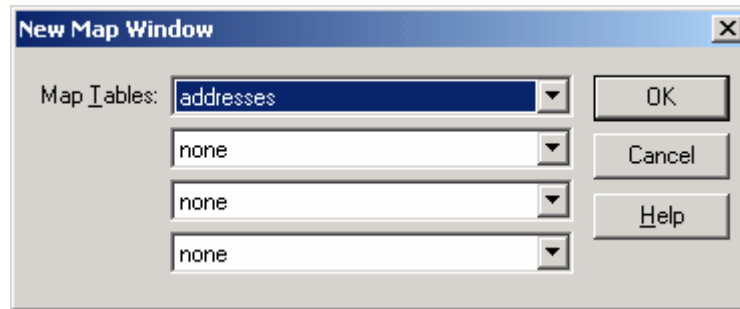 New Map Window
Map Tables: addresses OK
none Cancel
none Help
none